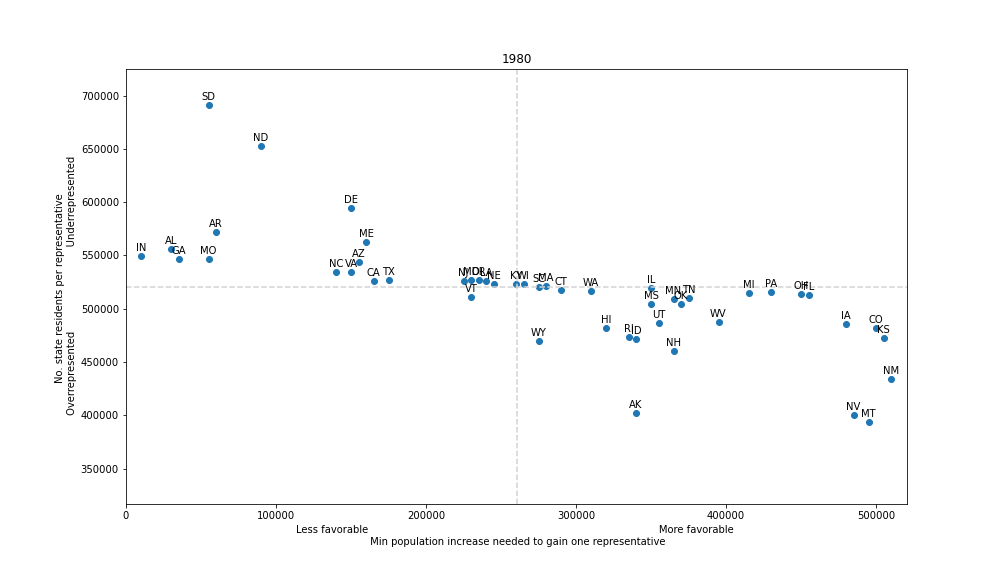 1980
700000
650000
600000
550000
500000
450000
400000
350000
No. state residents per representative
Overrepresented
Underrepresented
SD
ND
DE
AR
ME
IN
AL
GA
MO
AZ
NC
VA
CA
TX
NJ
NE
VT
KY
WI
SC
MA
CT
WA
WY
IL
MS
MN
OK
TN
MI
PA
OH
FL
HI
RI
ID
UT
WV
NH
AK
IA
CO
KS
NM
NV
MT
0
100000
200000
300000
400000
500000
Less favorable
More favorable
Min population increase needed to gain one representative